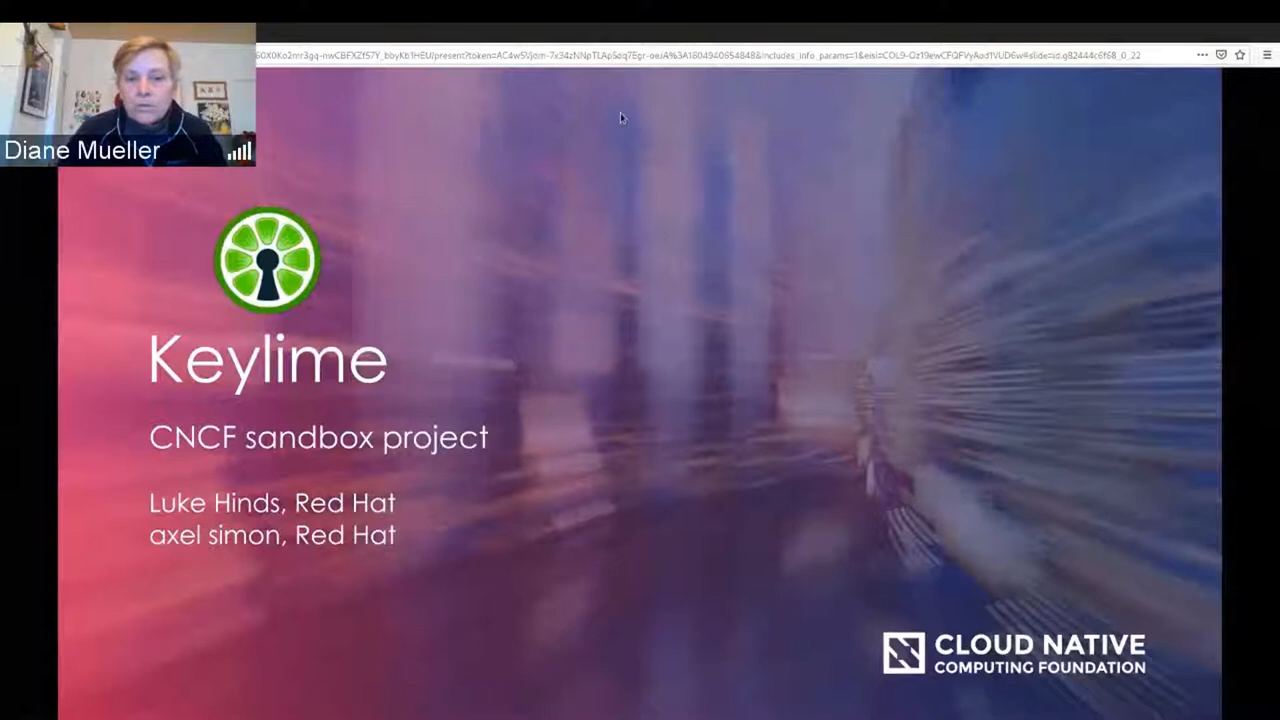 Diane Mueller
Keylime
CNCF sandbox project
Luke Hinds, Red Hat
axel simon, Red Hat
CLOUD NATIVE
COMPUTING FOUNDATION